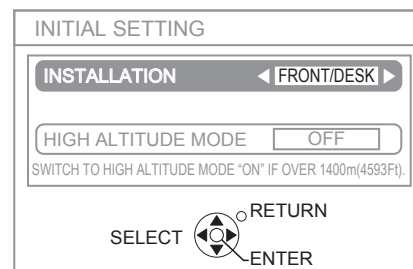 INITIAL SETTING
INSTALLATION FRONT/DESK
HIGH ALTITUDE MODE OFF
SWITCH TO HIGH ALTITUDE MODE “ON” IF OVER 1400m(4593Ft).
RETURN
SELECT
ENTER